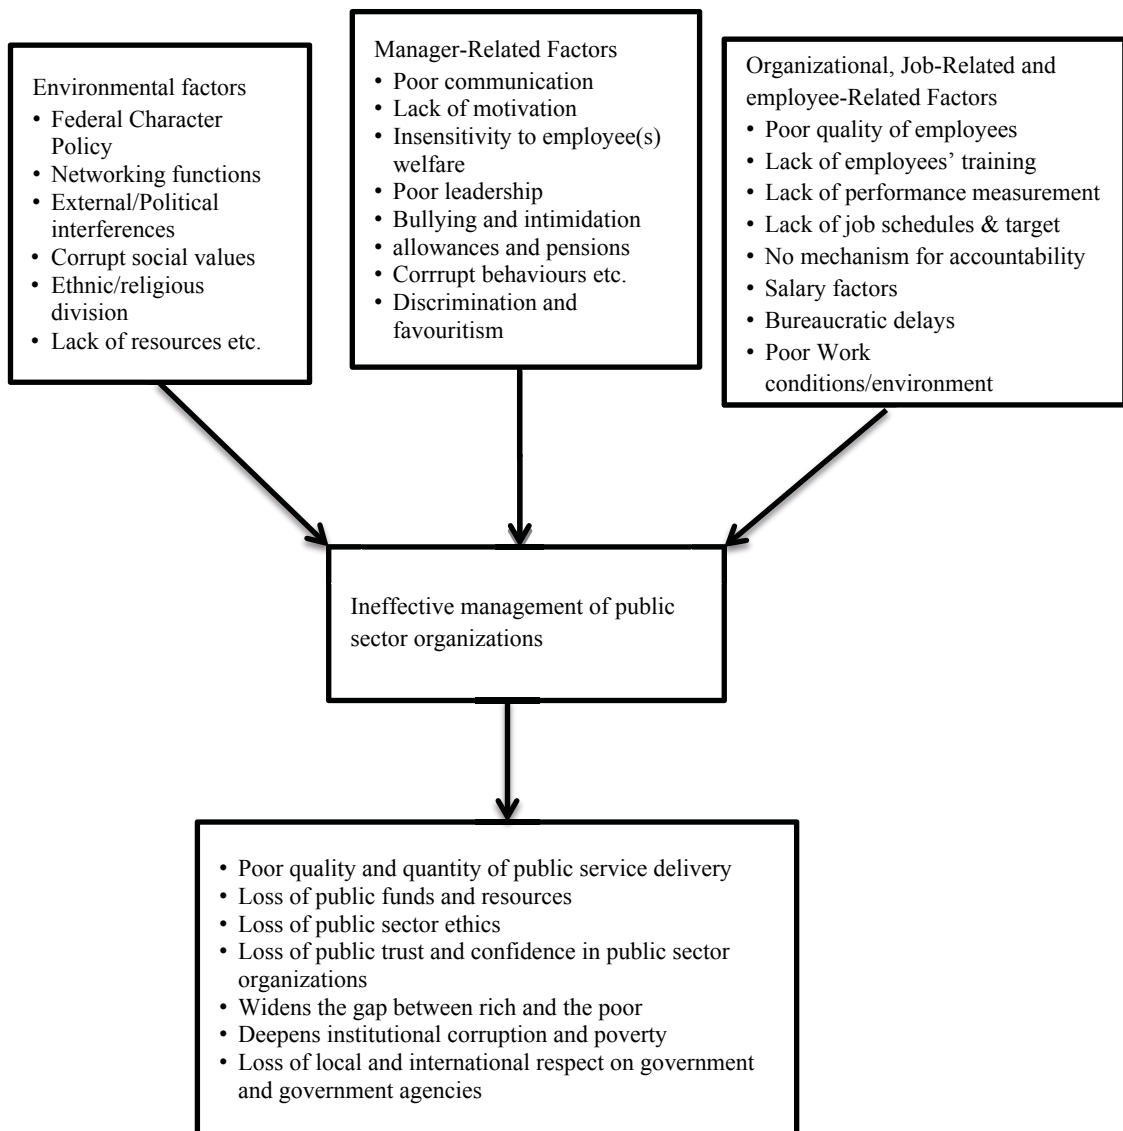 Environmental factors
• Federal Character
Policy
• Networking functions
• External/Political
interferences
• Corrupt social values
• Ethnic/religious
division
• Lack of resources etc.
Manager-Related Factors
• Poor communication
• Lack of motivation
• Insensitivity to employee(s)
welfare
• Poor leadership
• Bullying and intimidation
• allowances and pensions
• Corrrupt behaviours etc.
• Discrimination and
favouritism
Organizational, Job-Related and
employee-Related Factors
• Poor quality of employees
• Lack of employees’ training
• Lack of performance measurement
• Lack of job schedules & target
• No mechanism for accountability
• Salary factors
• Bureaucratic delays
• Poor Work
conditions/environment
Ineffective management of public
sector organizations
• Poor quality and quantity of public service delivery
• Loss of public funds and resources
• Loss of public sector ethics
• Loss of public trust and confidence in public sector
organizations
• Widens the gap between rich and the poor
• Deepens institutional corruption and poverty
• Loss of local and international respect on government
and government agencies